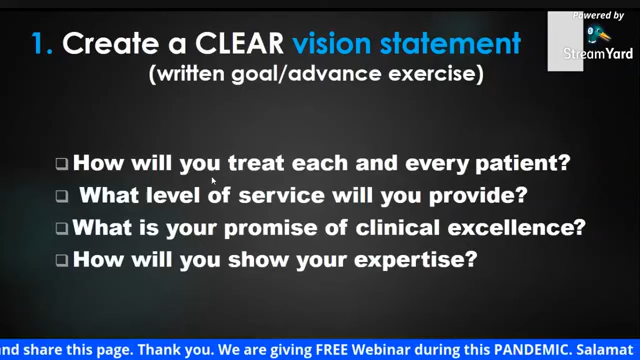 Powered by
StreamYard
1. Create a CLEAR vision statement
(written goal/advance exercise)
How will you treat each and every patient?
What level of service will you provide?
What is your promise of clinical excellence?
How will you show your expertise?
and share this page. Thank you. We are giving FREE Webinar during this PANDEMIC. Salamat